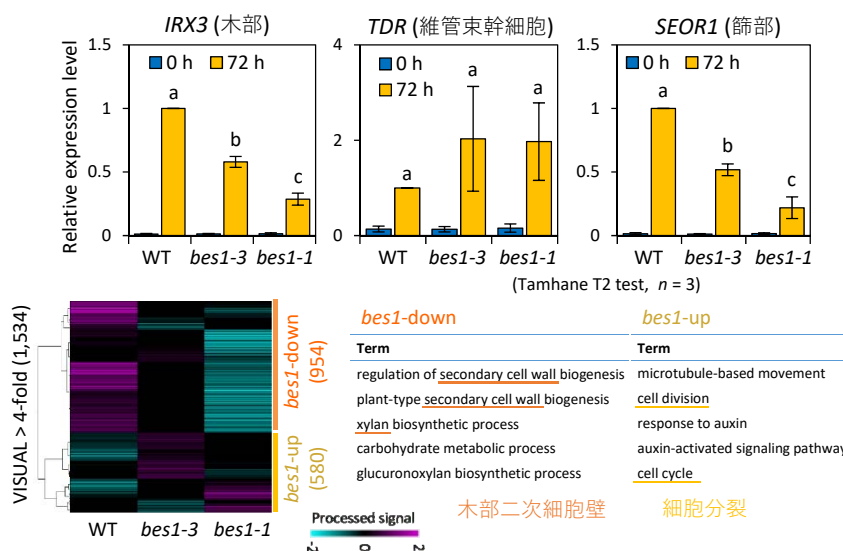 IRX3 (木部)
TDR (維管束幹細胞)
SEOR1 (篩部)
Relative expression level
1.5
1
0.5
0
0 h
72 h
a
b
c
WT
bes1-3
bes1-1
4
2
0
0 h
72 h
a
a
a
WT
bes1-3
bes1-1
1.5
1
0.5
0
0 h
72 h
a
b
c
WT
bes1-3
bes1-1
(Tamhane T2 test, n = 3)
VISUAL > 4-fold (1,534)
bes1-down
(954)
bes1-up
(580)
WT
bes1-3
bes1-1
Processed signal
-2
0
2
bes1-down
Term
regulation of secondary cell wall biogenesis
plant-type secondary cell wall biogenesis
xylan biosynthetic process
carbohydrate metabolic process
glucuronoxylan biosynthetic process
木部二次細胞壁
bes1-up
Term
microtubule-based movement
cell division
response to auxin
auxin-activated signaling pathway
cell cycle
細胞分裂